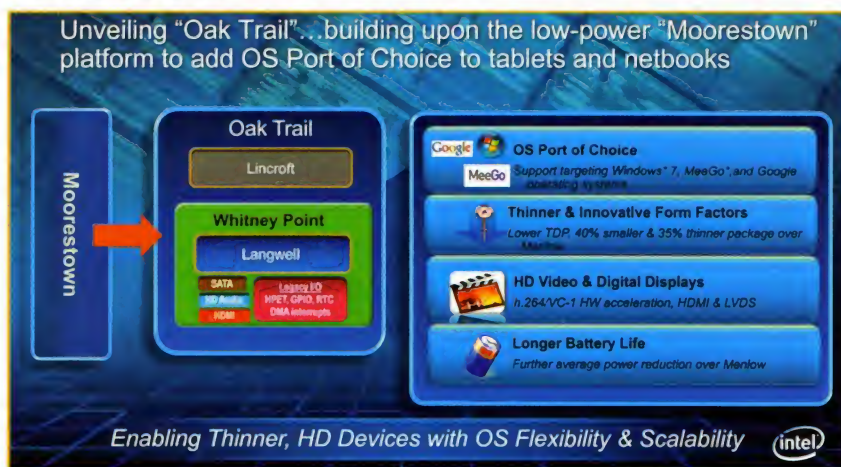 Unveiling “Oak Trail”…building upon the low-power “Moorestown”
platform to add OS Port of Choice to tablets and netbooks
Moorestown
Oak Trail
Lincroft
Whitney Point
Langwell
SATA
HD Audio
HDMI
Legacy I/O
HPET, GPIO, RTC
DMA interrupts
Google
MeeGo
OS Port of Choice
Support targeting Windows* 7, MeeGo*,and Google
operating systems
Thinner & Innovative Form Factors
Lower TDP, 40% smaller & 35% thinner package over
Menlow
HD Video & Digital Displays
h.264/VC-1 HW acceleration, HDMI & LVDS
Longer Battery Life
Further average power reduction over Menlow
Enabling Thinner, HD Devices with OS Flexibility & Scalability
intel